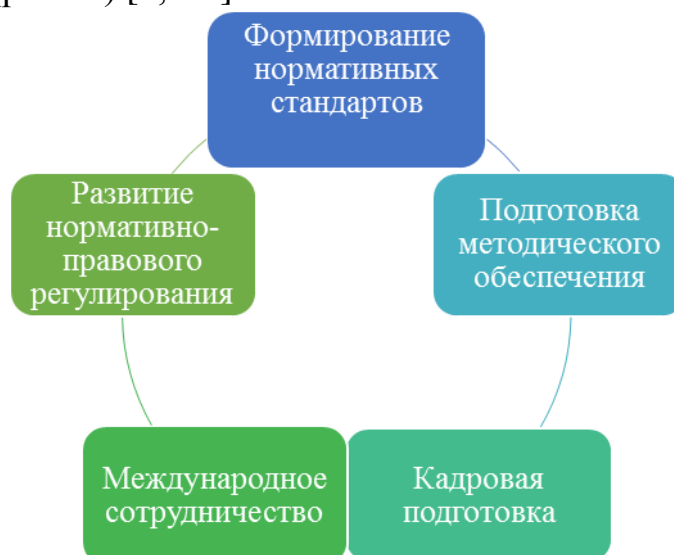 Формирование
нормативных
стандартов
Развитие
нормативно-
правового
регулирования
Подготовка
методического
обеспечения
Международное
сотрудничество
Кадровая
подготовка